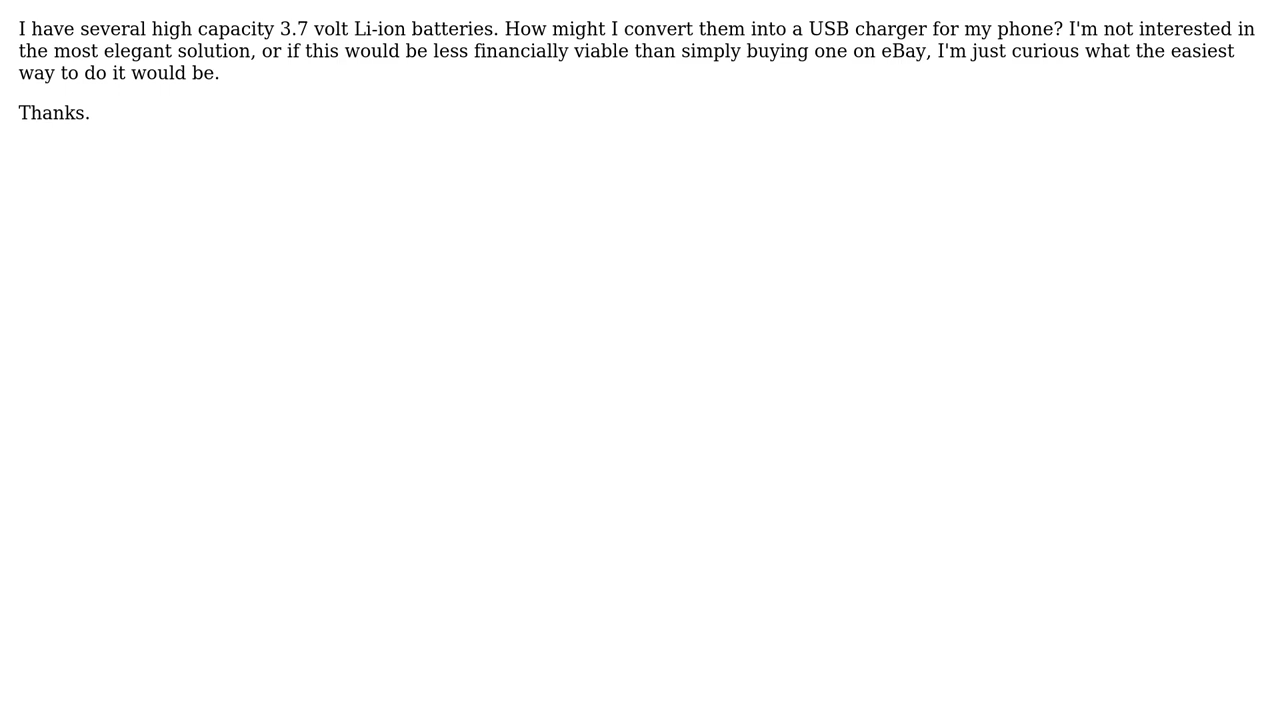 I have several high capacity 3.7 volt Li-ion batteries. How might I convert them into a USB charger for my phone? I'm not interested in
the most elegant solution, or if this would be less financially viable than simply buying one on eBay, I'm just curious what the easiest
way to do it would be.
Thanks.